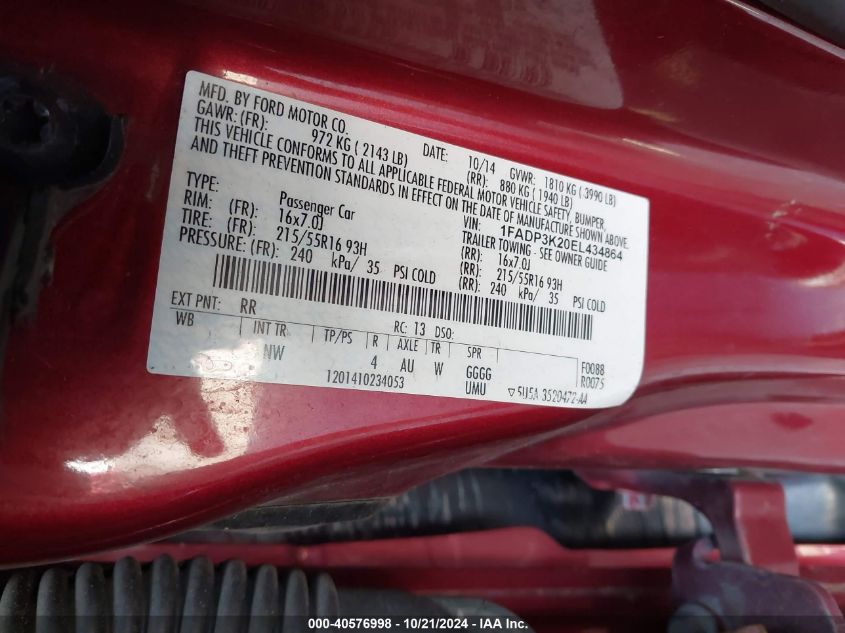 MFD. BY FORD MOTOR CO.
DATE: 10/14 GVWR: 1810 KG ( 3990 LB)
GAWR: (FR): 972 KG ( 2143 LB) (RR): 880 KG ( 1940 LB)
THIS VEHICLE CONFORMS TO ALL APPLICABLE FEDERAL MOTOR VEHICLE SAFETY, BUMPER,
AND THEFT PREVENTION STANDARDS IN EFFECT ON THE DATE OF MANUFACTURE SHOWN ABOVE.
VIN: 1FADP3K20EL434864
TYPE: Passenger Car TRAILER TOWING - SEE OWNER GUIDE
RIM: (FR): 16x7.0J (RR): 16x7.0J
TIRE: (FR): 215/55R16 93H (RR): 215/55R16 93H
PRESSURE: (FR): 240 kPa/ 35 PSI COLD (RR): 240 kPa/ 35 PSI COLD
EXT PNT: RR RC: 13 DSO:
WB INT TR TP/PS R AXLE TR SPR
NW 4 AU W GGGG F0088
1201410234053 UMU R0075
▽5U5A-3520472-AA
000-40576998 - 10/21/2024 - IAAI.com